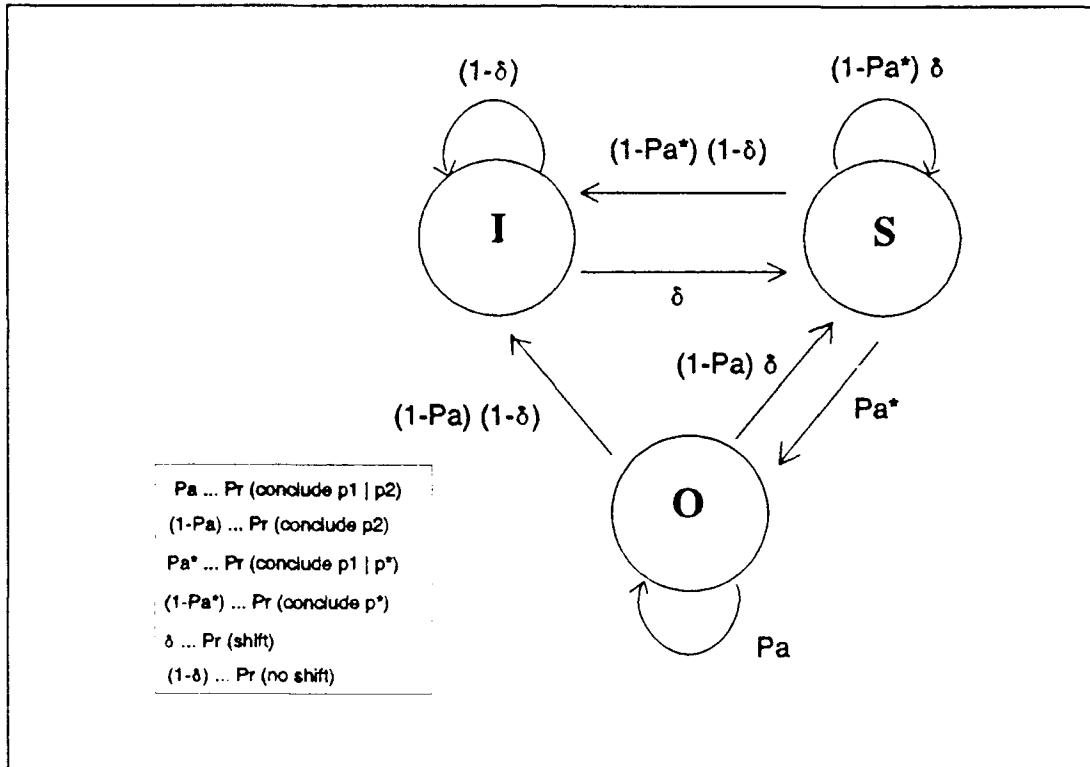 (1-δ)
(1-Pa*) δ
(1-Pa*) (1-δ)
I
S
δ
(1-Pa) δ
Pa*
(1-Pa) (1-δ)
O
Pa
Pa ... Pr (conclude p1 | p2)
(1-Pa) ... Pr (conclude p2)
Pa* ... Pr (conclude p1 | p*)
(1-Pa*) ... Pr (conclude p*)
δ ... Pr (shift)
(1-δ) ... Pr (no shift)